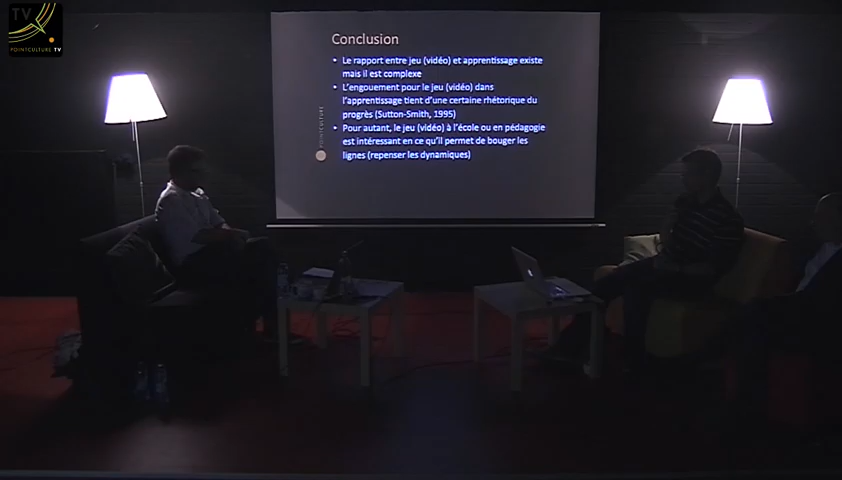 TV
POINTCULTURE TV
Conclusion
• Le rapport entre jeu (vidéo) et apprentissage existe
mais il est complexe
• L'engouement pour le jeu (vidéo) dans
l'apprentissage tient d'une certaine rhétorique du
progrès (Sutton-Smith, 1995)
• Pour autant, le jeu (vidéo) à l'école ou en pédagogie
est intéressant en ce qu'il permet de bouger les
lignes (repenser les dynamiques)
POINTCULTURE